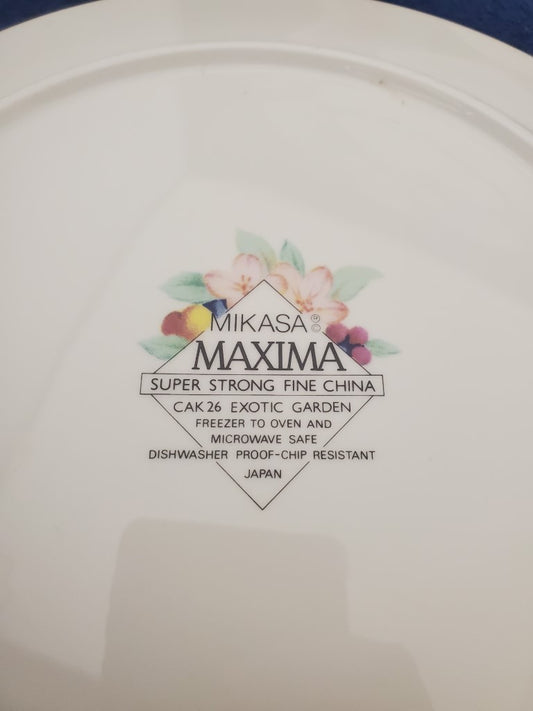 MIKASA ® ©
MAXIMA
SUPER STRONG FINE CHINA
CAK 26 EXOTIC GARDEN
FREEZER TO OVEN AND
MICROWAVE SAFE
DISHWASHER PROOF-CHIP RESISTANT
JAPAN